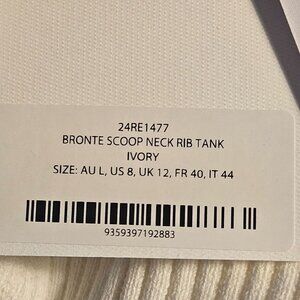 24RE1477
BRONTE SCOOP NECK RIB TANK
IVORY
SIZE: AU L, US 8, UK 12, FR 40, IT 44
9359397192883